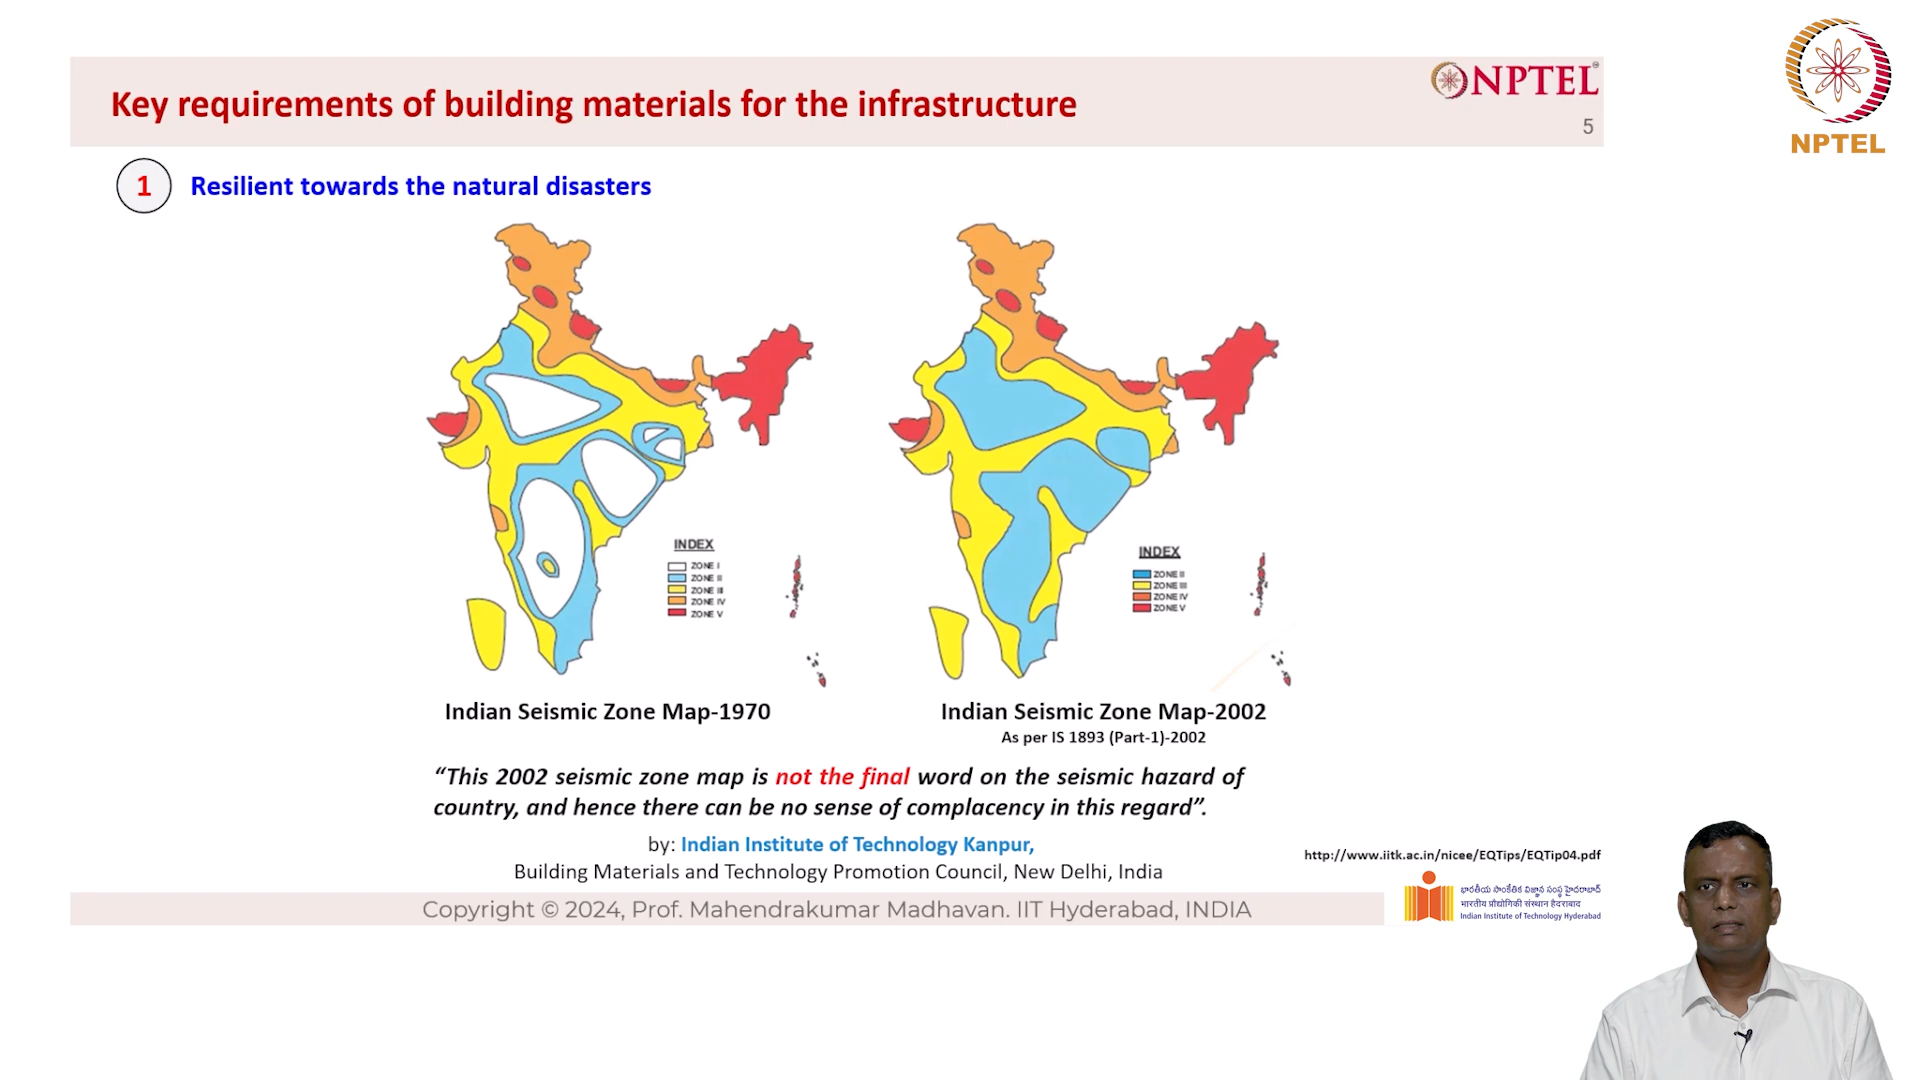 Key requirements of building materials for the infrastructure
NPTEL
5
NPTEL
1
Resilient towards the natural disasters
INDEX
ZONE I
ZONE II
ZONE III
ZONE IV
ZONE V
INDEX
ZONE II
ZONE III
ZONE IV
ZONE V
Indian Seismic Zone Map-1970
Indian Seismic Zone Map-2002
As per IS 1893 (Part-1)-2002
“This 2002 seismic zone map is not the final word on the seismic hazard of
country, and hence there can be no sense of complacency in this regard”.
by: Indian Institute of Technology Kanpur,
Building Materials and Technology Promotion Council, New Delhi, India
http://www.iitk.ac.in/nicee/EQTips/EQTip04.pdf
భారతీయ సాంకేతిక విజ్ఞాన సంస్థ హైదరాబాద్
भारतीय प्रौद्योगिकी संस्थान हैदराबाद
Indian Institute of Technology Hyderabad
Copyright © 2024, Prof. Mahendrakumar Madhavan. IIT Hyderabad, INDIA